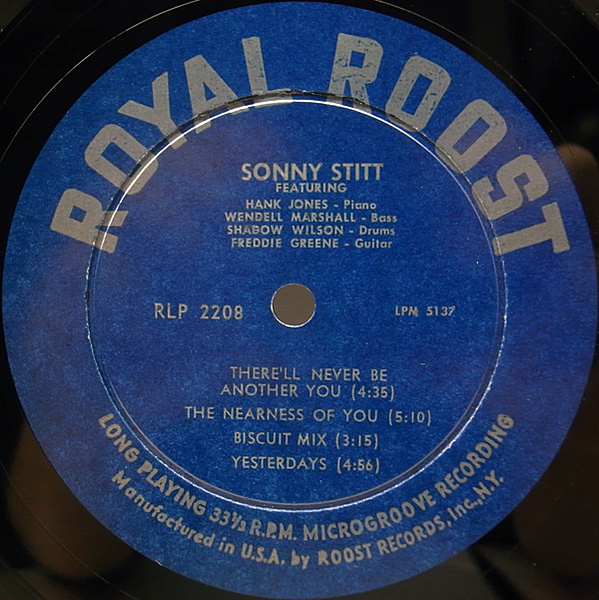 ROYAL ROOST
SONNY STITT
FEATURING
HANK JONES - Piano
WENDELL MARSHALL - Bass
SHADOW WILSON - Drums
FREDDIE GREENE - Guitar
RLP 2208
LPM 5137
THERE'LL NEVER BE
ANOTHER YOU (4:35)
THE NEARNESS OF YOU (5:10)
BISCUIT MIX (3:15)
YESTERDAYS (4:56)
LONG PLAYING 33⅓ R.P.M. MICROGROOVE RECORDING
Manufactured in U.S.A. by ROOST RECORDS, Inc., N.Y.